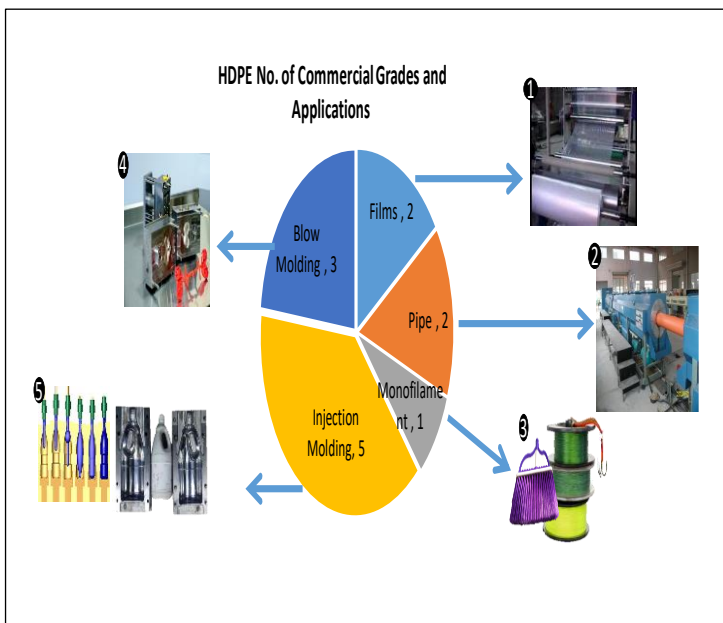 HDPE No. of Commercial Grades and
Applications
1
4
Films , 2
Blow
Molding , 3
2
Pipe , 2
Monofilame
nt , 1
5
Injection
Molding, 5
3